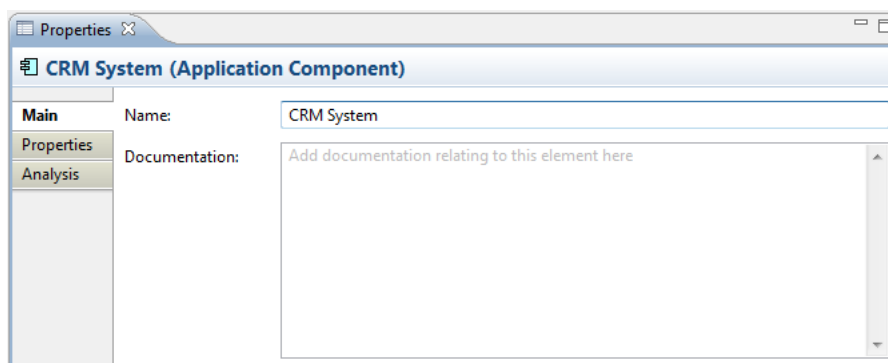 Properties
CRM System (Application Component)
Main
Name:
CRM System
Properties
Documentation:
Add documentation relating to this element here
Analysis